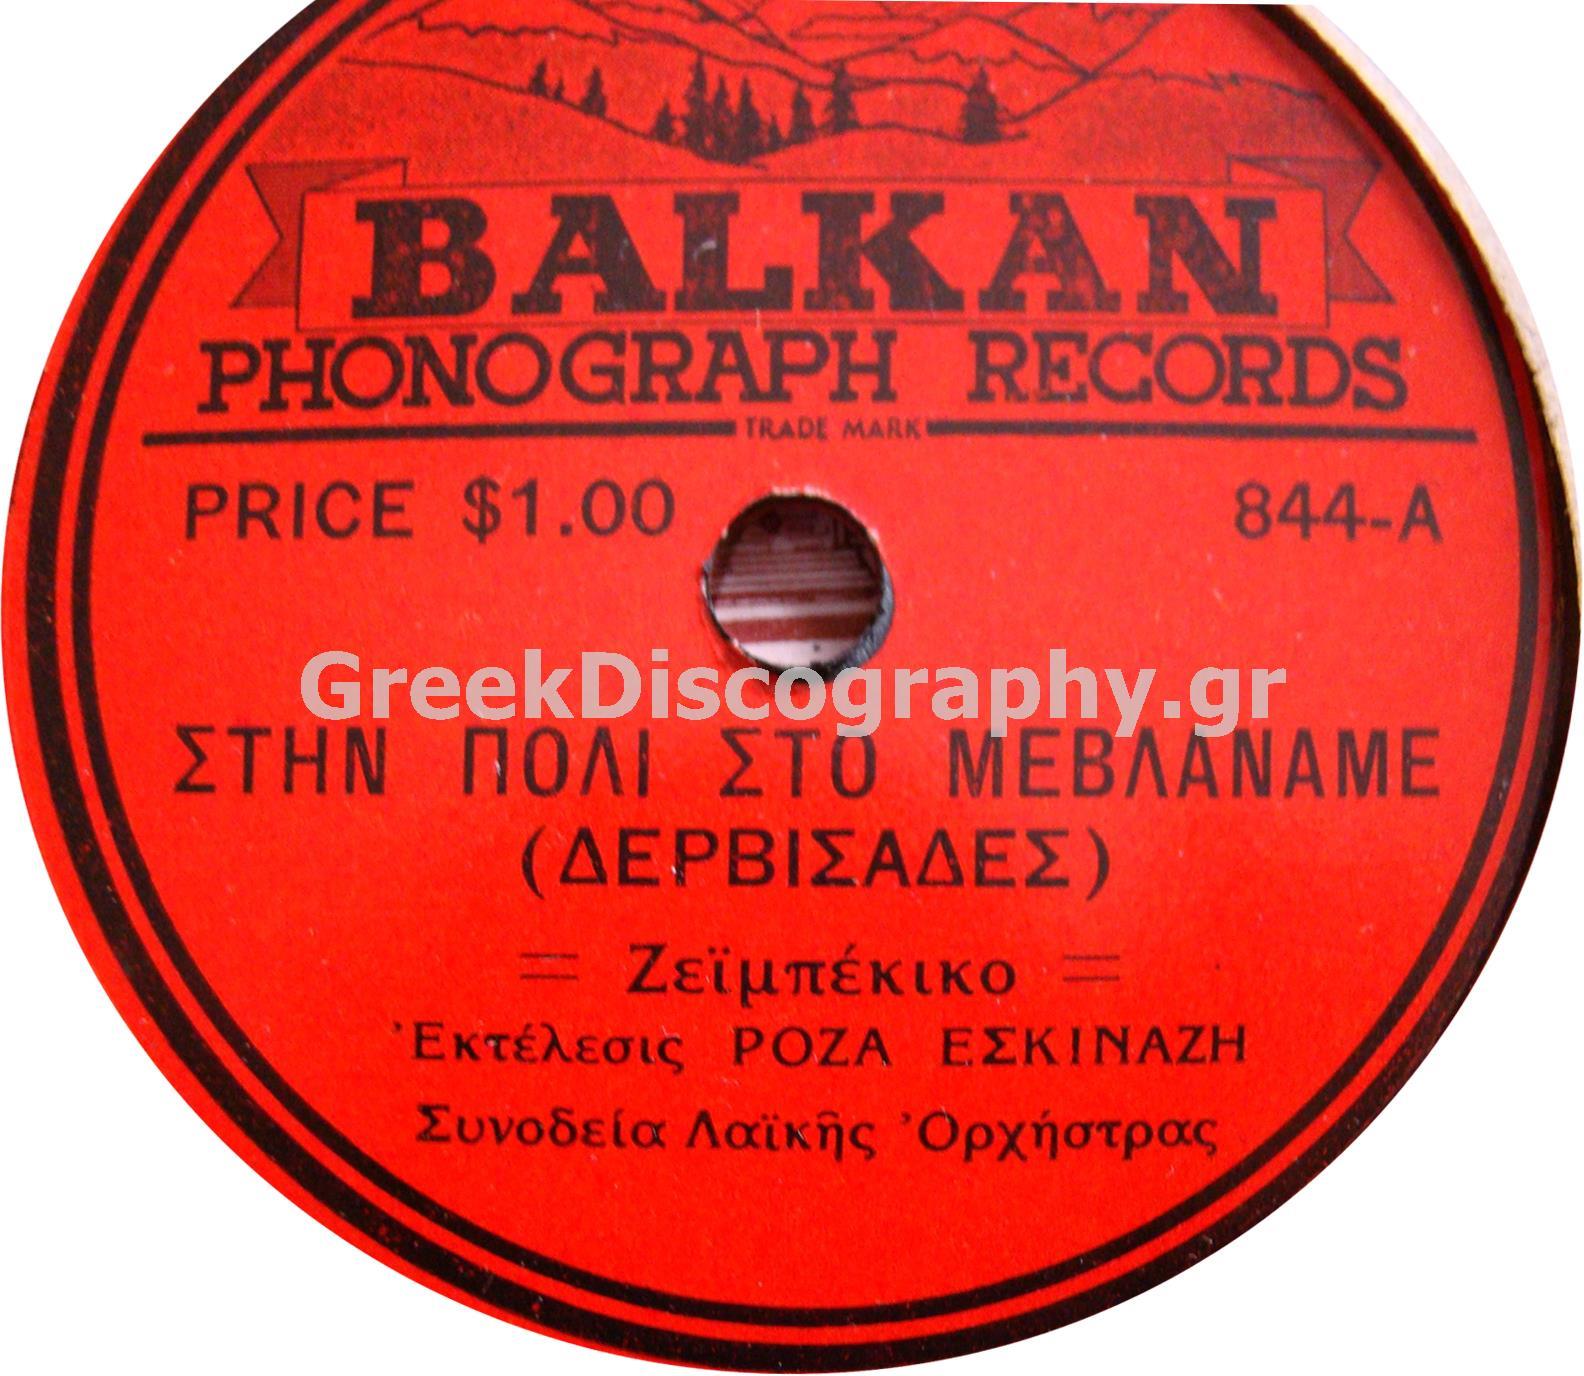 BALKAN
PHONOGRAPH RECORDS
TRADE MARK
PRICE $1.00 844-A
GreekDiscography.gr
ΣΤΗΝ ΠΟΛΙ ΣΤΟ ΜΕΒΛΑΝΑΜΕ
(ΔΕΡΒΙΣΑΔΕΣ)
= Ζεϊμπέκικο =
Ἐκτέλεσις ΡΟΖΑ ΕΣΚΙΝΑΖΗ
Συνοδεία Λαϊκῆς Ὀρχήστρας